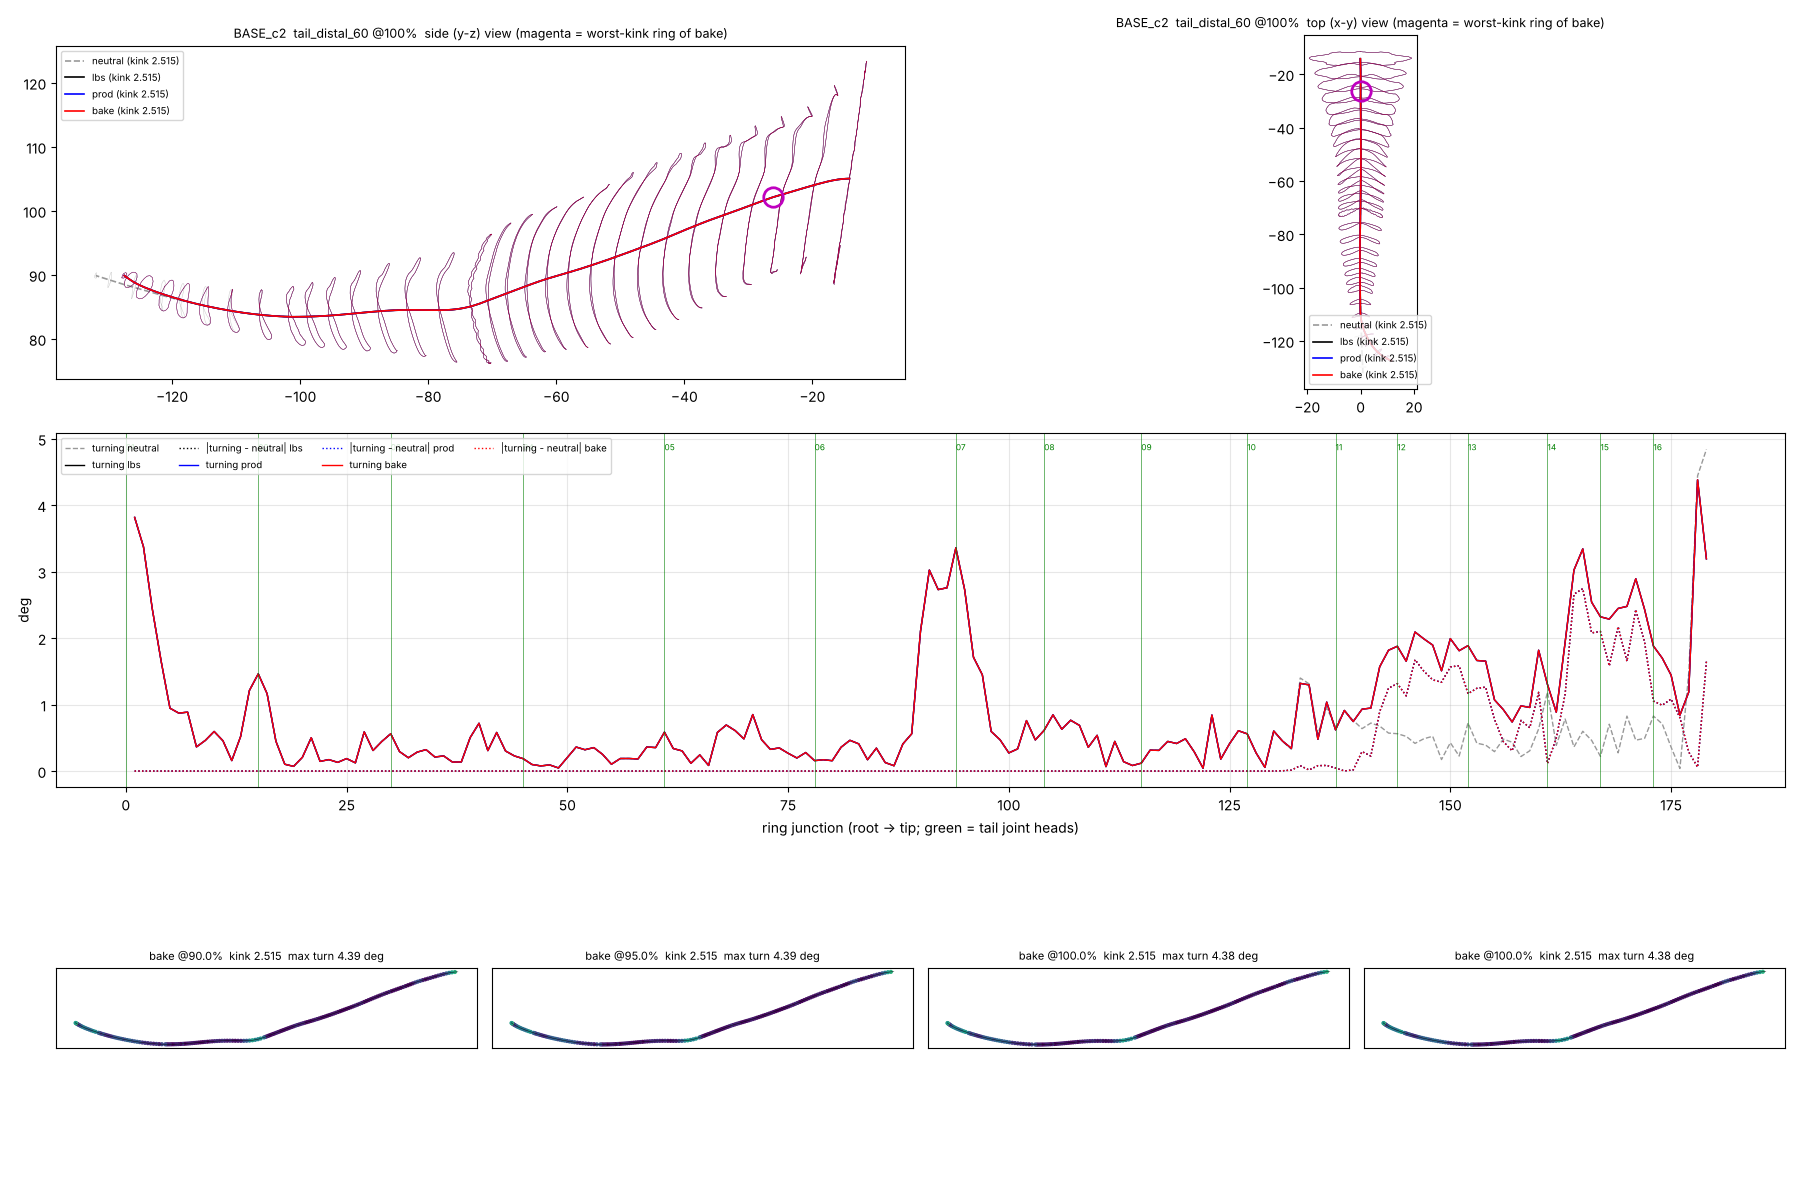 BASE_c2 tail_distal_60 @100% side (y-z) view (magenta = worst-kink ring of bake)
neutral (kink 2.515)
lbs (kink 2.515)
prod (kink 2.515)
bake (kink 2.515)
120
110
100
90
80
−120 −100 −80 −60 −40 −20
BASE_c2 tail_distal_60 @100% top (x-y) view (magenta = worst-kink ring of bake)
−20
−40
−60
−80
−100
−120
neutral (kink 2.515)
lbs (kink 2.515)
prod (kink 2.515)
bake (kink 2.515)
−20 0 20
turning neutral |turning - neutral| lbs |turning - neutral| prod |turning - neutral| bake
turning lbs turning prod turning bake
05 06 07 08 09 10 11 12 13 14 15 16
deg
5
4
3
2
1
0
0 25 50 75 100 125 150 175
ring junction (root → tip; green = tail joint heads)
bake @90.0% kink 2.515 max turn 4.39 deg
bake @95.0% kink 2.515 max turn 4.39 deg
bake @100.0% kink 2.515 max turn 4.38 deg
bake @100.0% kink 2.515 max turn 4.38 deg